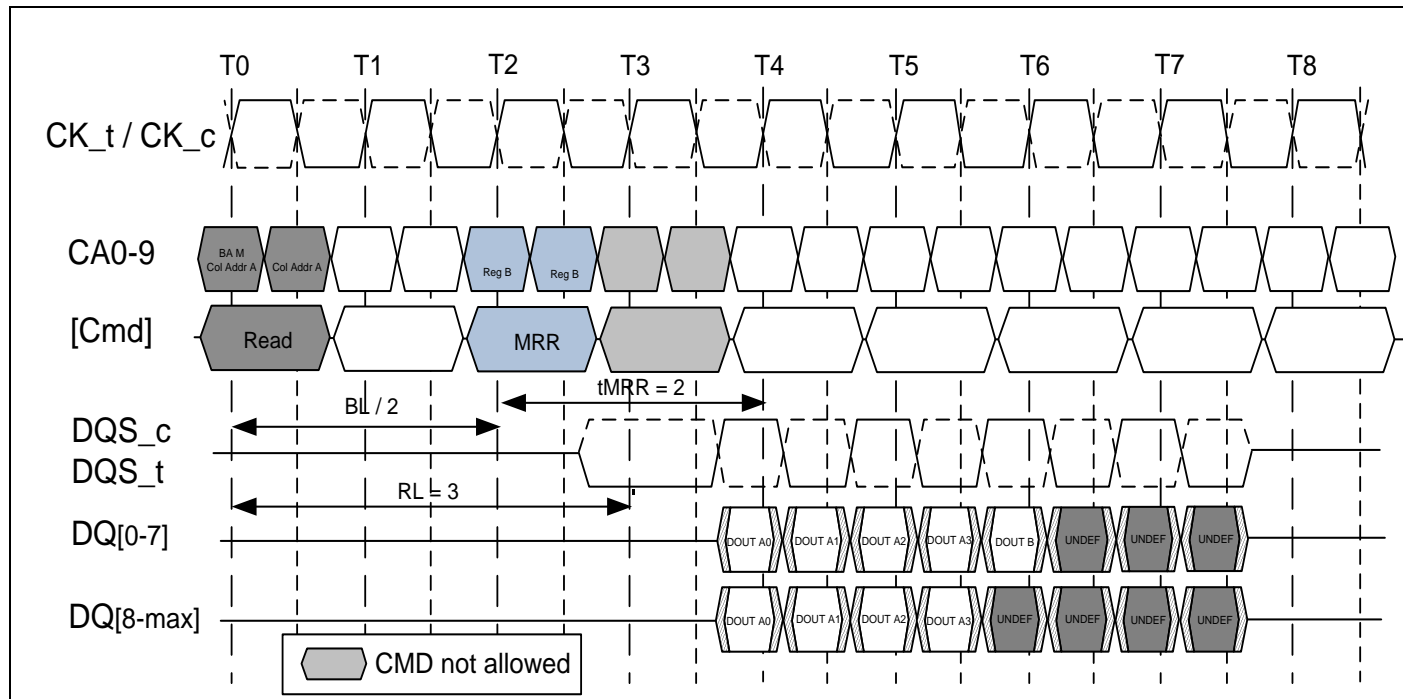 T0 T1 T2 T3 T4 T5 T6 T7 T8
CK_t / CK_c
CA0-9
BA M
Col Addr A
Col Addr A
Reg B
Reg B
[Cmd]
Read
MRR
tMRR = 2
BL / 2
DQS_c
DQS_t
RL = 3
DQ[0-7]
DOUT A0 DOUT A1 DOUT A2 DOUT A3 DOUT B UNDEF UNDEF UNDEF
DQ[8-max]
DOUT A0 DOUT A1 DOUT A2 DOUT A3 UNDEF UNDEF UNDEF UNDEF
CMD not allowed